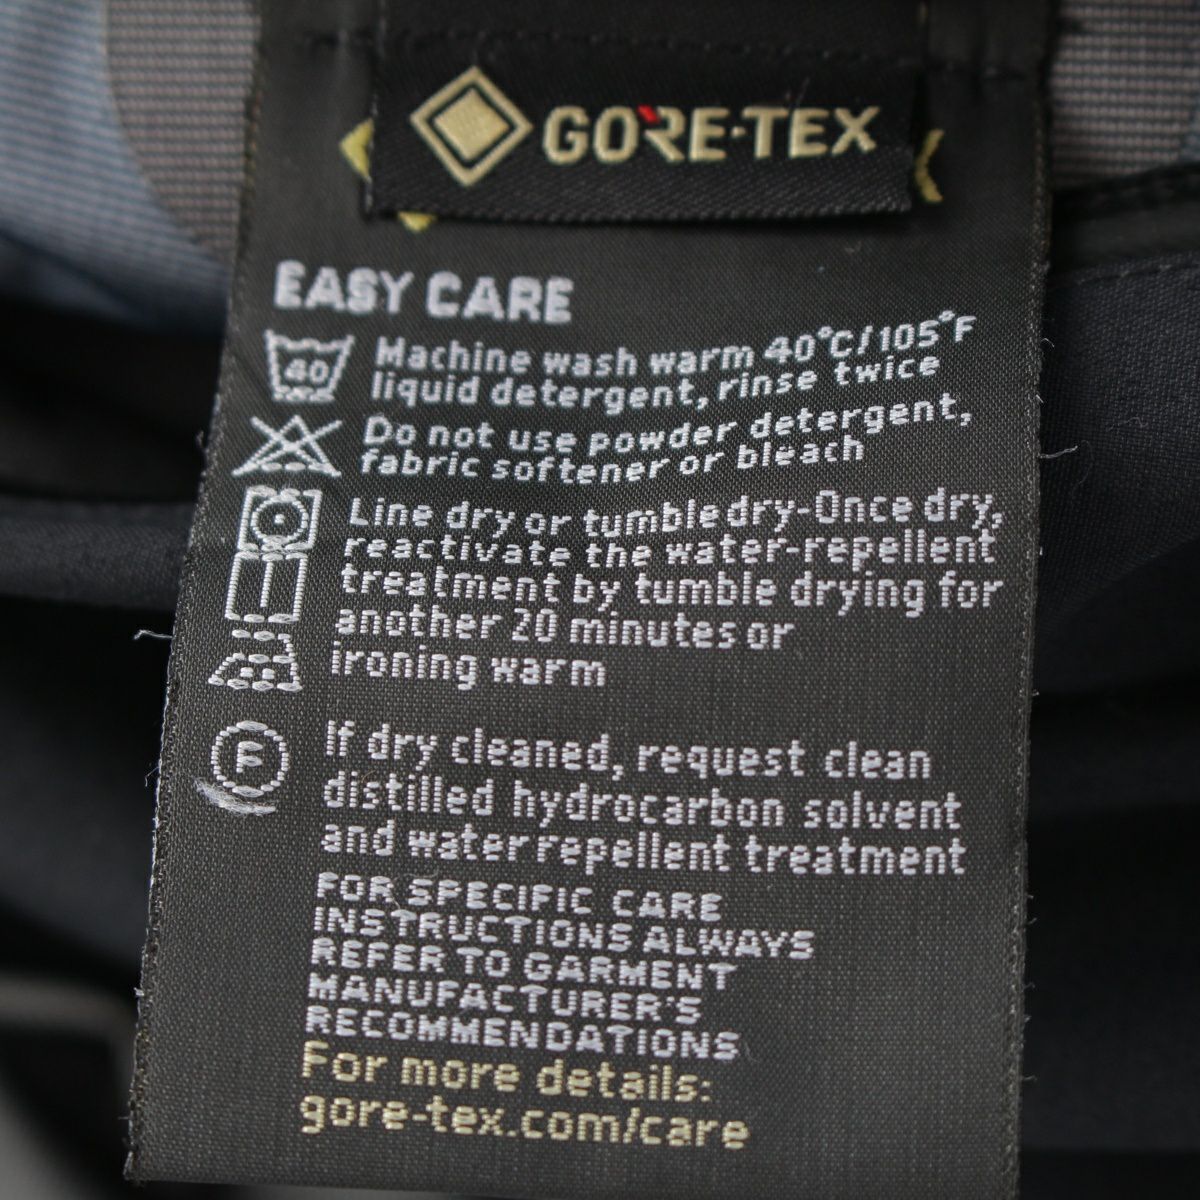 GORE-TEX
EASY CARE
40
Machine wash warm 40°C/105°F
liquid detergent, rinse twice
Do not use powder detergent,
fabric softener or bleach
Line dry or tumble dry-Once dry,
reactivate the water-repellent
treatment by tumble drying for
another 20 minutes or
ironing warm
F
If dry cleaned, request clean
distilled hydrocarbon solvent
and water repellent treatment
FOR SPECIFIC CARE
INSTRUCTIONS ALWAYS
REFER TO GARMENT
MANUFACTURER'S
RECOMMENDATIONS
For more details:
gore-tex.com/care